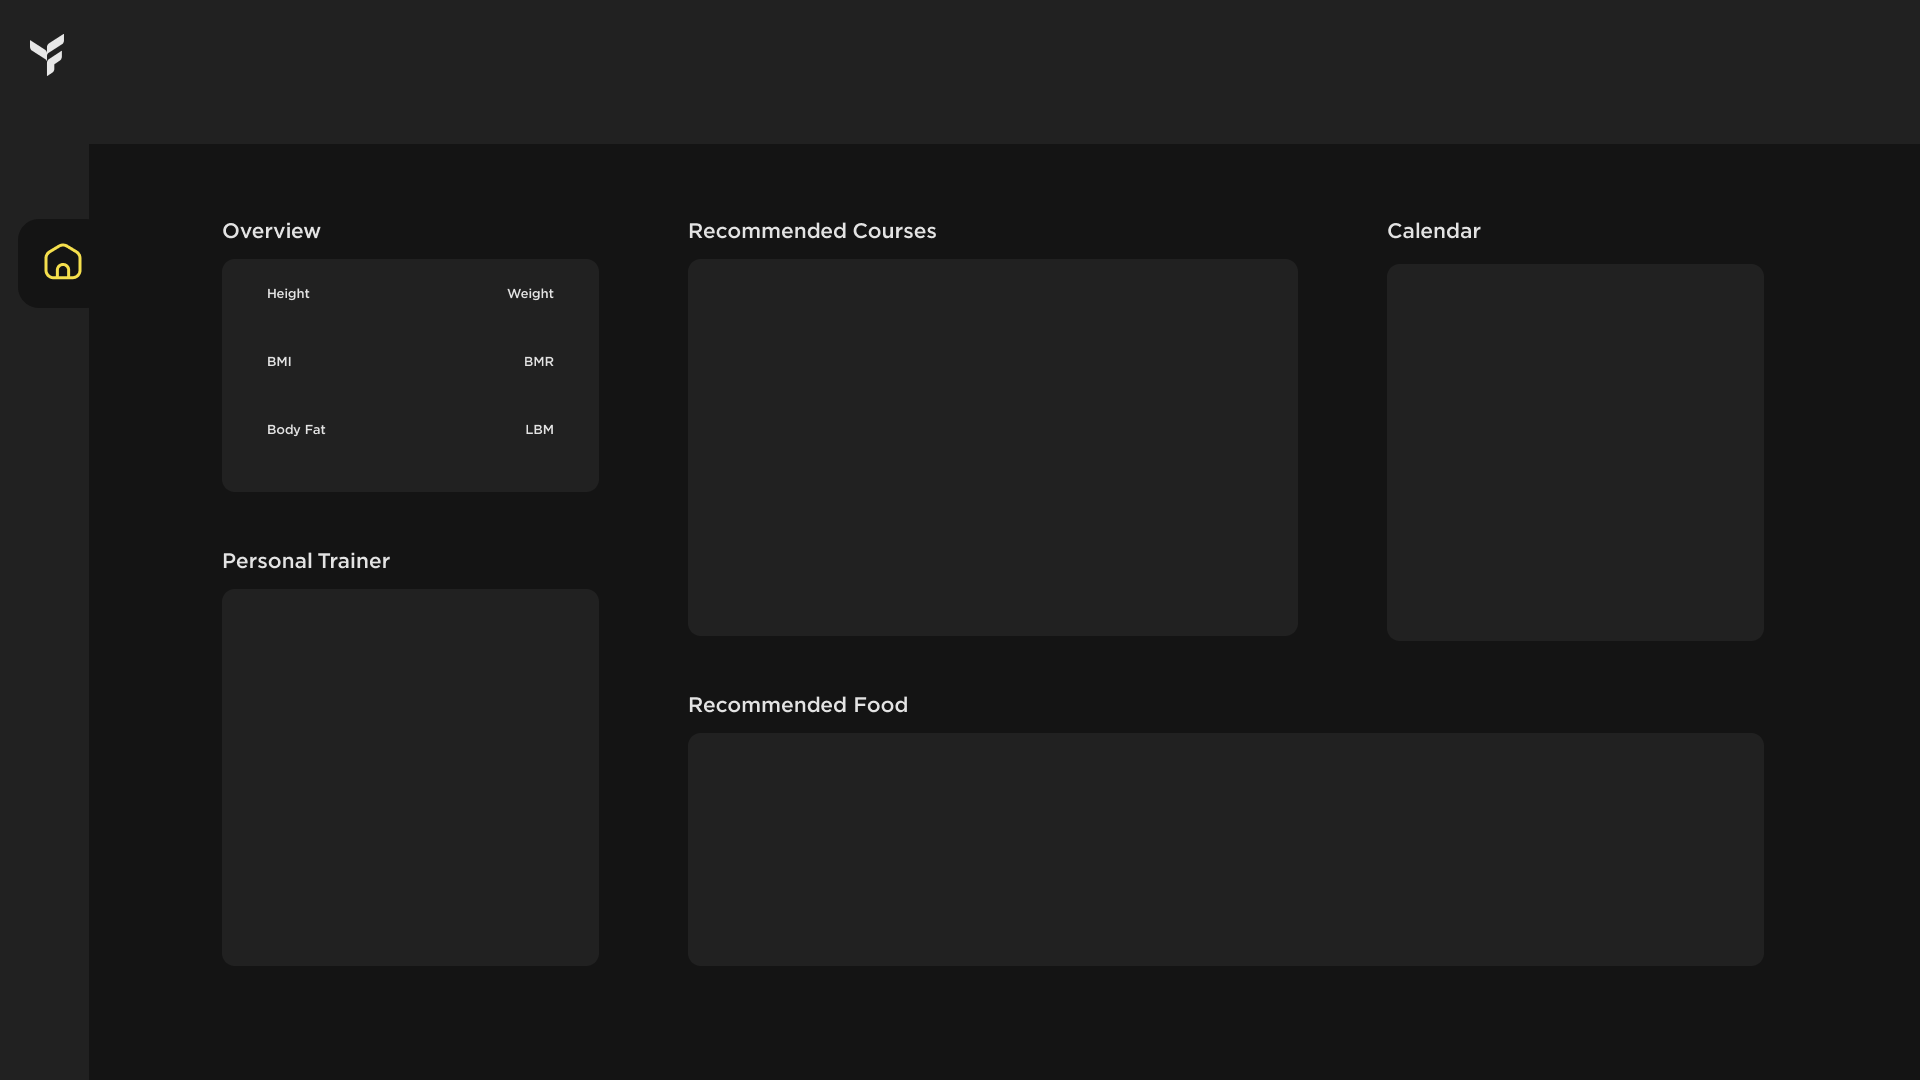 Overview
Height
Weight
BMI
BMR
Body Fat
LBM
Personal Trainer
Recommended Courses
Calendar
Recommended Food